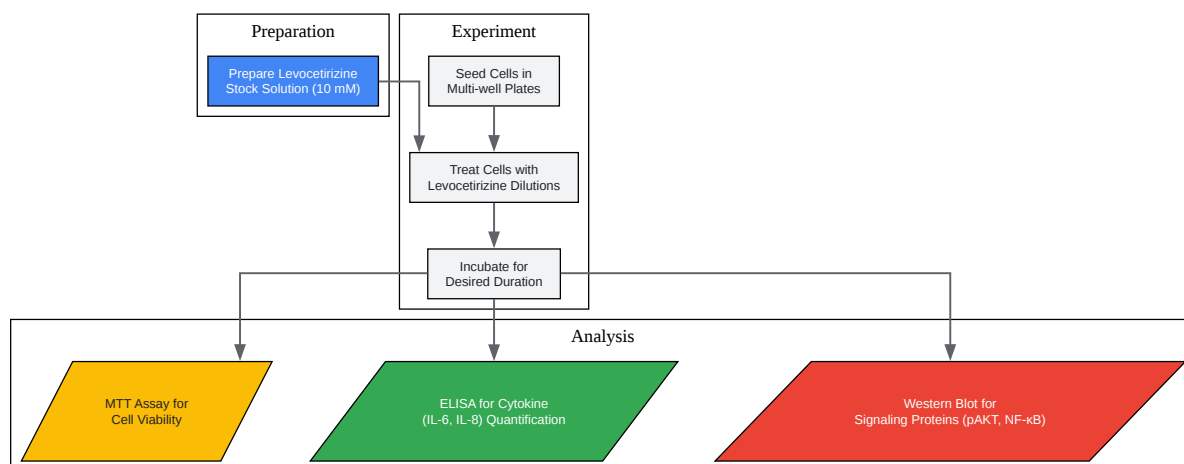 Preparation
Experiment
Prepare Levocetirizine
Stock Solution (10 mM)
Seed Cells in
Multi-well Plates
Treat Cells with
Levocetirizine Dilutions
Incubate for
Desired Duration
Analysis
MTT Assay for
Cell Viability
ELISA for Cytokine
(IL-6, IL-8) Quantification
Western Blot for
Signaling Proteins (pAKT, NF-κB)